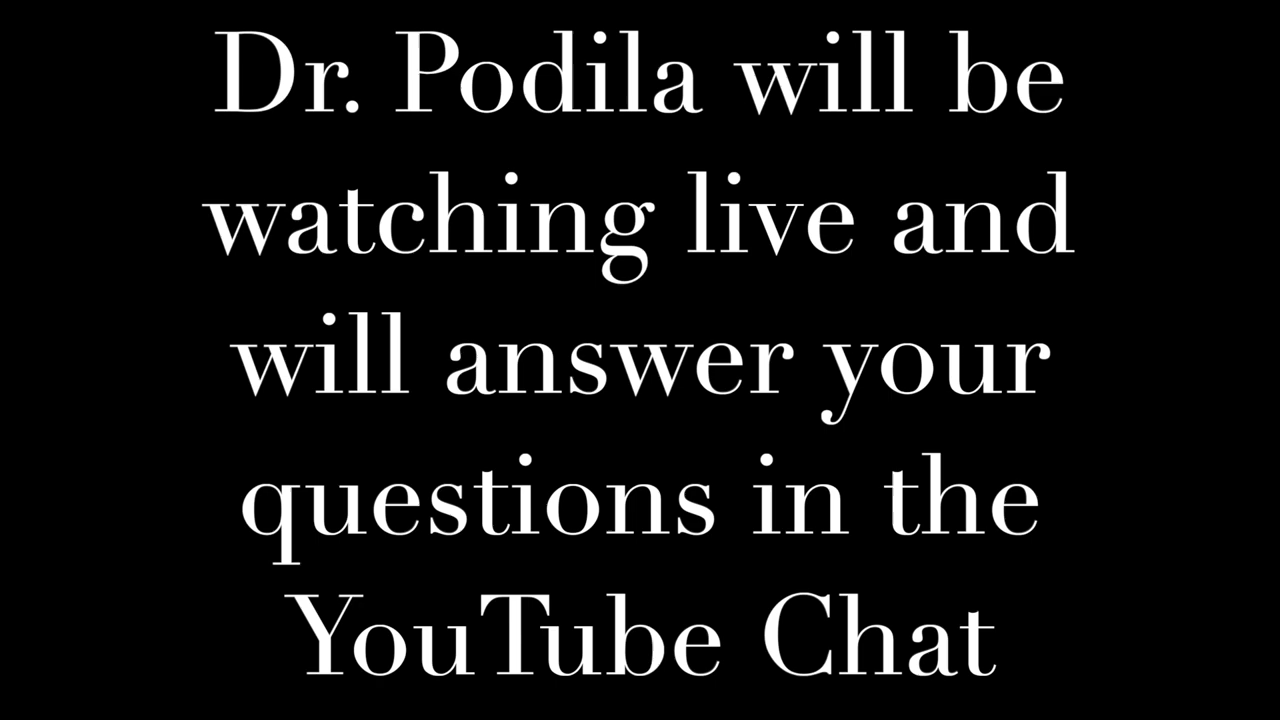 Dr. Podila will be
watching live and
will answer your
questions in the
YouTube Chat